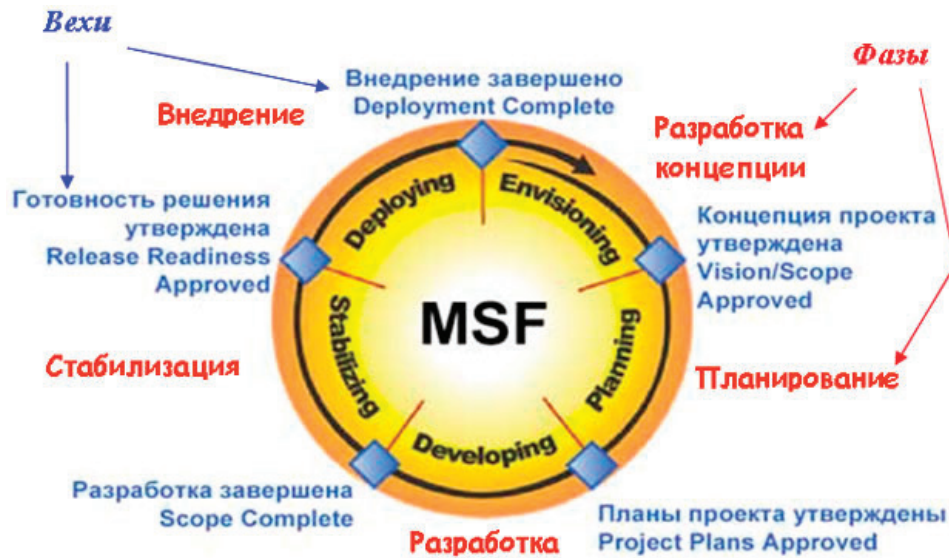 Вехи
Фазы
Внедрение завершено
Deployment Complete
Внедрение
Разработка
концепции
Готовность решения
утверждена
Release Readiness
Approved
Концепция проекта
утверждена
Vision/Scope
Approved
Deploying
Envisioning
MSF
Stabilizing
Planning
Developing
Стабилизация
Планирование
Разработка завершена
Scope Complete
Разработка
Планы проекта утверждены
Project Plans Approved